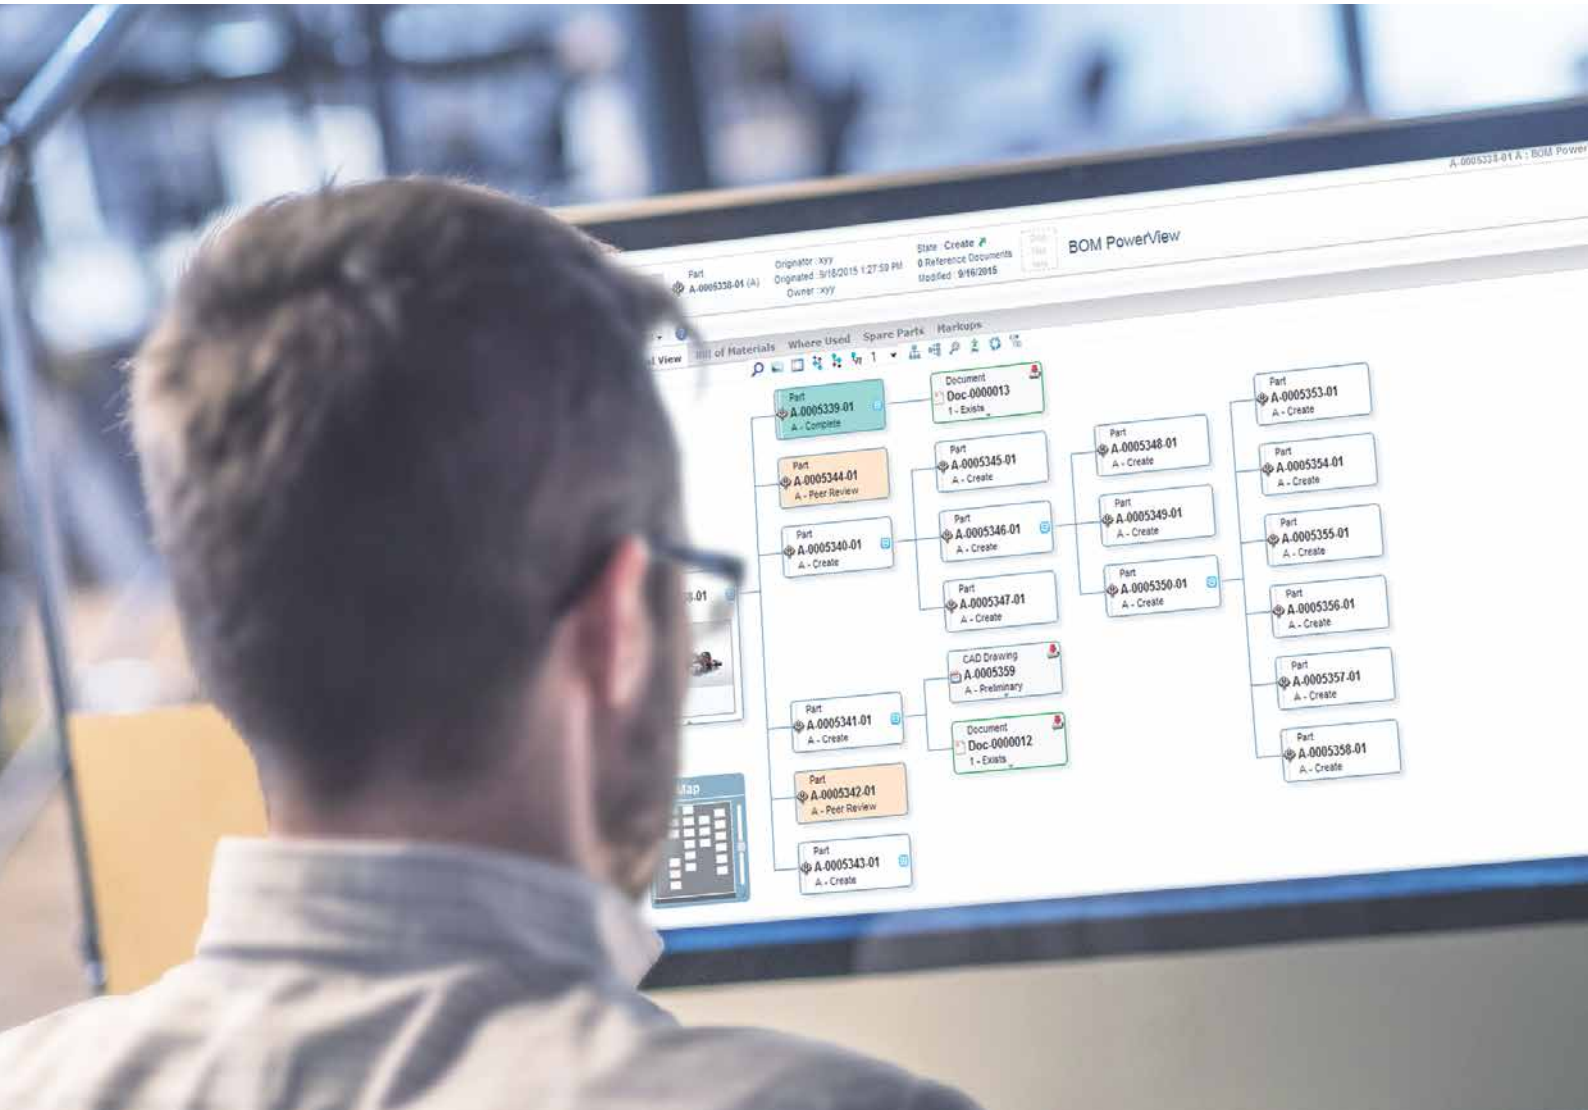 A-0005338-01 A : BOM Power
Part
A-0005338-01 (A)
Originator : xyy
Originated : 9/18/2015 1:27:59 PM
Owner : xyy
State : Create
0 Reference Documents
Modified : 9/16/2015
BOM PowerView
View Bill of Materials Where Used Spare Parts Markups
1
8-01
Map
Part
A-0005339-01
A - Complete
Part
A-0005344-01
A - Peer Review
Part
A-0005340-01
A - Create
Part
A-0005341-01
A - Create
Part
A-0005342-01
A - Peer Review
Part
A-0005343-01
A - Create
Document
Doc-0000013
1 - Exists
Part
A-0005345-01
A - Create
Part
A-0005346-01
A - Create
Part
A-0005347-01
A - Create
CAD Drawing
A-0005359
A - Preliminary
Document
Doc-0000012
1 - Exists
Part
A-0005348-01
A - Create
Part
A-0005349-01
A - Create
Part
A-0005350-01
A - Create
Part
A-0005353-01
A - Create
Part
A-0005354-01
A - Create
Part
A-0005355-01
A - Create
Part
A-0005356-01
A - Create
Part
A-0005357-01
A - Create
Part
A-0005358-01
A - Create